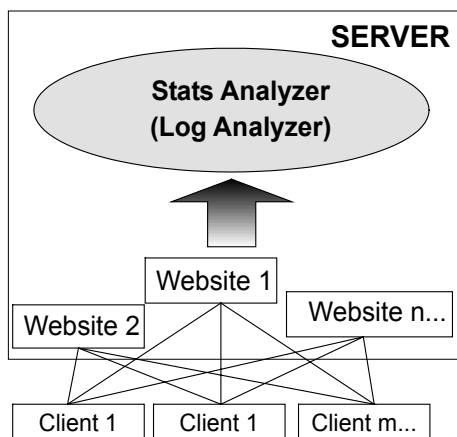 SERVER
Stats Analyzer
(Log Analyzer)
Website 1
Website 2
Website n...
Client 1
Client 1
Client m...